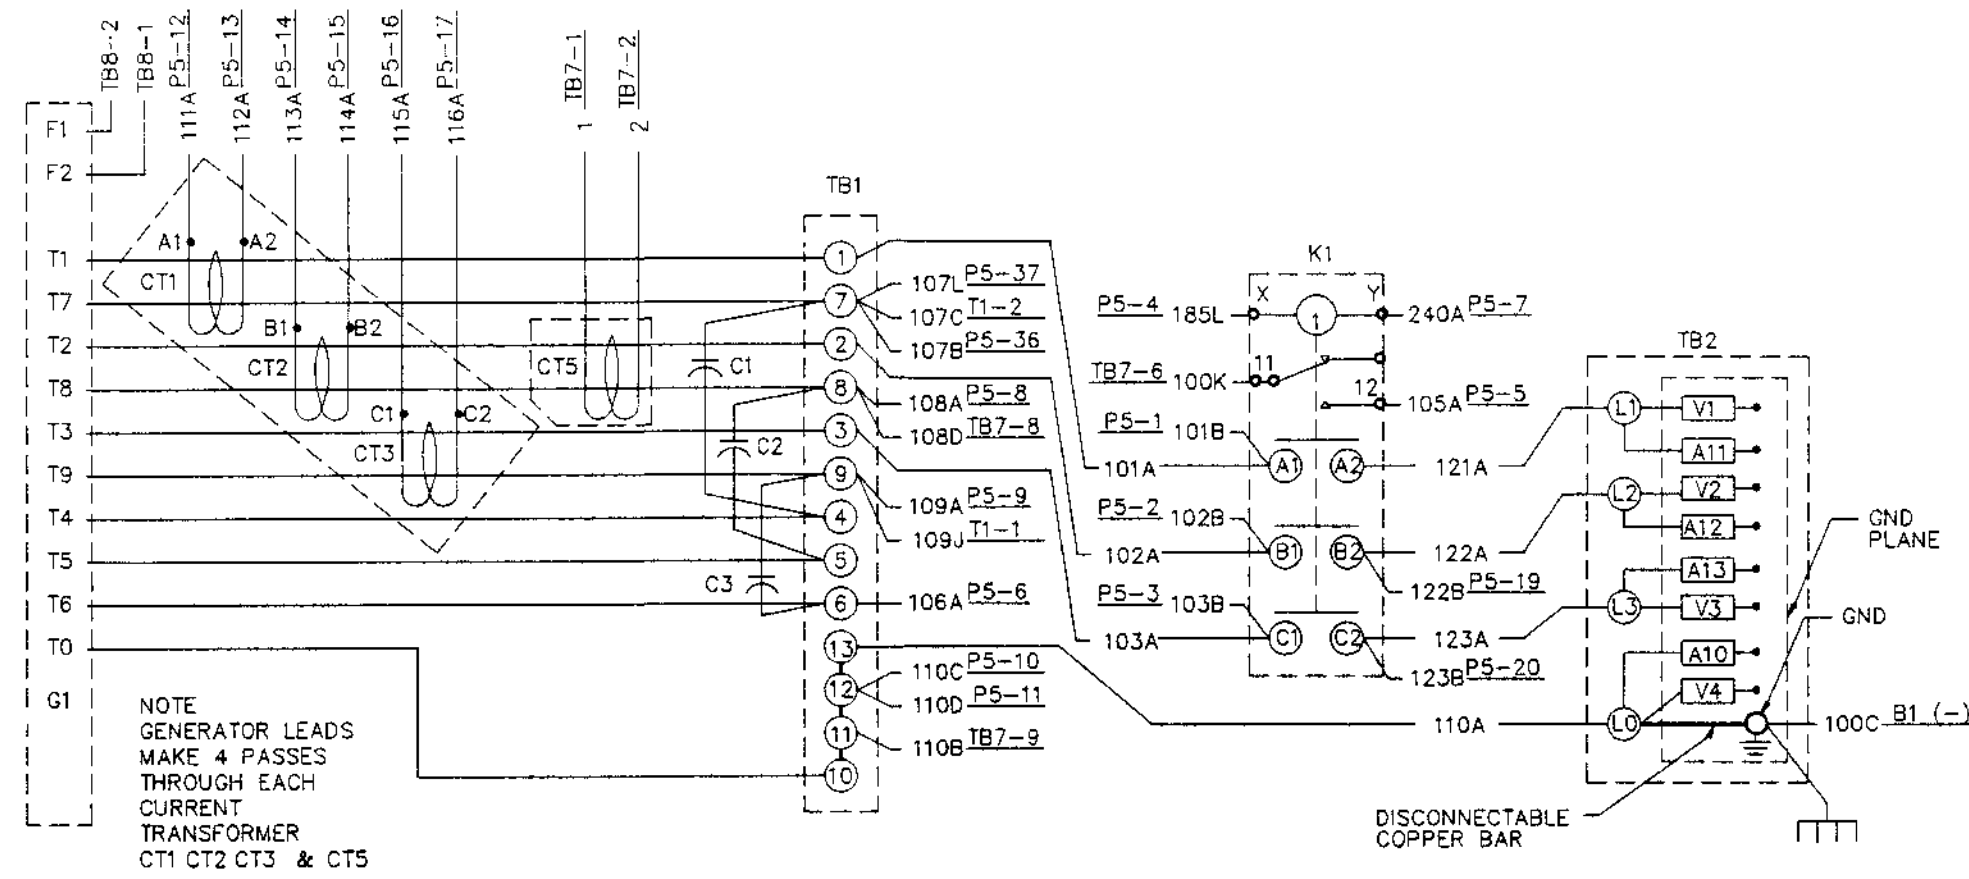 TB8-2
TB8-1
111A P5-12
112A P5-13
113A P5-14
114A P5-15
115A P5-16
116A P5-17
1 TB7-1
2 TB7-2
F1
F2
T1
T7
T2
T8
T3
T9
T4
T5
T6
T0
G1
A1
A2
CT1
B1
B2
CT2
C1
C2
CT3
CT5
C1
C2
C3
NOTE
GENERATOR LEADS
MAKE 4 PASSES
THROUGH EACH
CURRENT
TRANSFORMER
CT1 CT2 CT3 & CT5
TB1
1
7
2
8
3
9
4
5
6
13
12
11
10
107L P5-37
107C T1-2
107B P5-36
108A P5-8
108D TB7-8
109A P5-9
109J T1-1
106A P5-6
110C P5-10
110D P5-11
110B TB7-9
K1
X
Y
1
P5-4 185L
240A P5-7
TB7-6 100K
11
12
105A P5-5
P5-1 101B
101A
A1
A2
121A
P5-2 102B
102A
B1
B2
122A
122B P5-19
P5-3 103B
103A
C1
C2
123A
123B P5-20
110A
TB2
L1
V1
A11
L2
V2
A12
A13
L3
V3
A10
V4
L0
GND
PLANE
GND
100C B1 (-)
DISCONNECTABLE
COPPER BAR